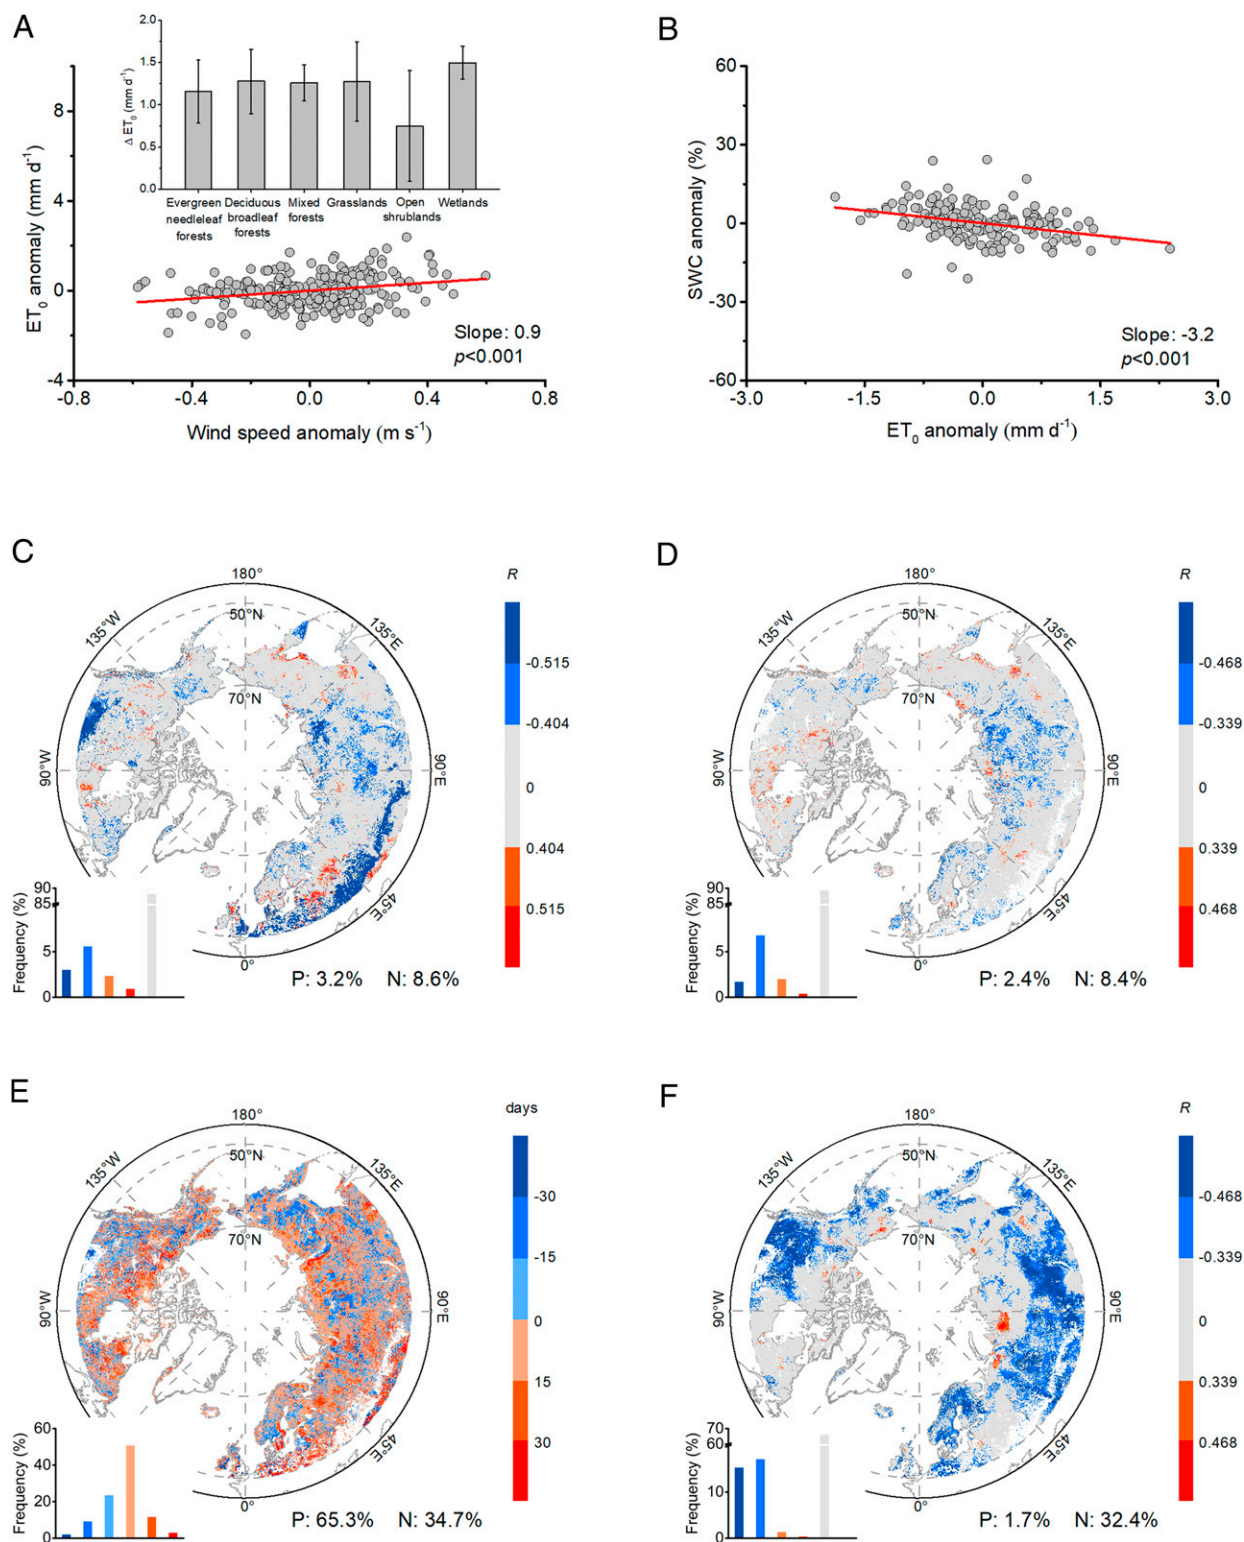 A
2.0
1.5
1.0
0.5
0.0
Δ ET₀ (mm d⁻¹)
Evergreen needleleaf forests
Deciduous broadleaf forests
Mixed forests
Grasslands
Open shrublands
Wetlands
8
4
0
-4
ET₀ anomaly (mm d⁻¹)
Slope: 0.9
p<0.001
-0.8 -0.4 0.0 0.4 0.8
Wind speed anomaly (m s⁻¹)
B
60
30
0
-30
-60
SWC anomaly (%)
Slope: -3.2
p<0.001
-3.0 -1.5 0.0 1.5 3.0
ET₀ anomaly (mm d⁻¹)
C
180°
R
135°W
50°N
135°E
70°N
90°W
90°E
45°E
0°
-0.515
-0.404
0
0.404
0.515
Frequency (%)
90
85
5
0
P: 3.2% N: 8.6%
D
180°
R
135°W
50°N
135°E
70°N
90°W
90°E
45°E
0°
-0.468
-0.339
0
0.339
0.468
Frequency (%)
90
85
5
0
P: 2.4% N: 8.4%
E
180°
days
135°W
50°N
135°E
70°N
90°W
90°E
45°E
0°
-30
-15
0
15
30
Frequency (%)
60
40
20
0
P: 65.3% N: 34.7%
F
180°
R
135°W
50°N
135°E
70°N
90°W
90°E
45°E
0°
-0.468
-0.339
0
0.339
0.468
Frequency (%)
70
60
10
0
P: 1.7% N: 32.4%